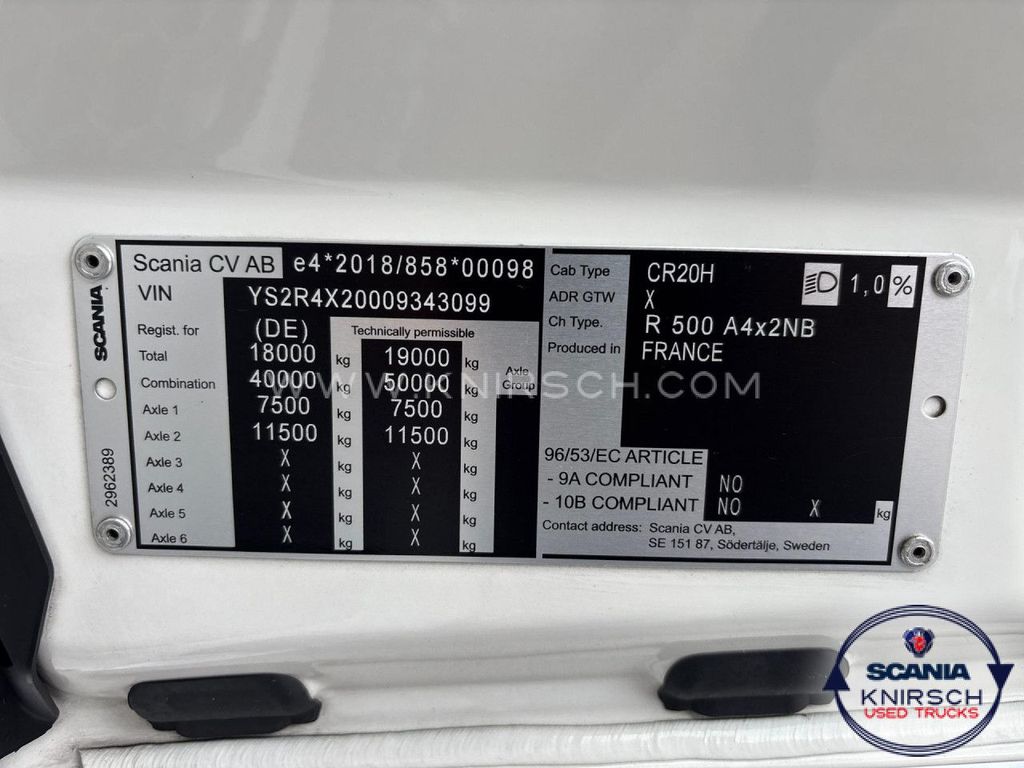 Scania CV AB e4*2018/858*00098
VIN YS2R4X20009343099
Regist. for (DE) Technically permissible
Total 18000 kg 19000 kg Axle Group
Combination 40000 kg 50000 kg
Axle 1 7500 kg 7500 kg
Axle 2 11500 kg 11500 kg
Axle 3 X kg X kg
Axle 4 X kg X kg
Axle 5 X kg X kg
Axle 6 X kg X kg
SCANIA
2962389
Cab Type CR20H 1,0 %
ADR GTW X
Ch Type. R 500 A4x2NB
Produced in FRANCE
96/53/EC ARTICLE
- 9A COMPLIANT NO
- 10B COMPLIANT NO X kg
Contact address: Scania CV AB,
SE 151 87, Södertälje, Sweden
WWW.KNIRSCH.COM
SCANIA
KNIRSCH
USED TRUCKS